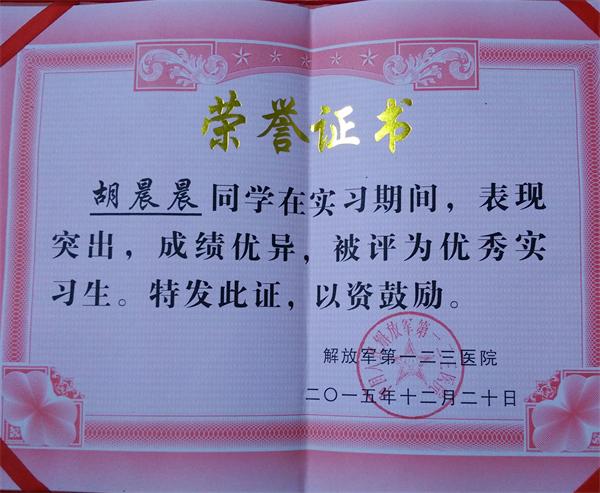 荣誉证书
胡晨晨同学在实习期间，表现
突出，成绩优异，被评为优秀实
习生。特发此证，以资鼓励。
解放军第一二三医院
二〇一五年十二月二十日